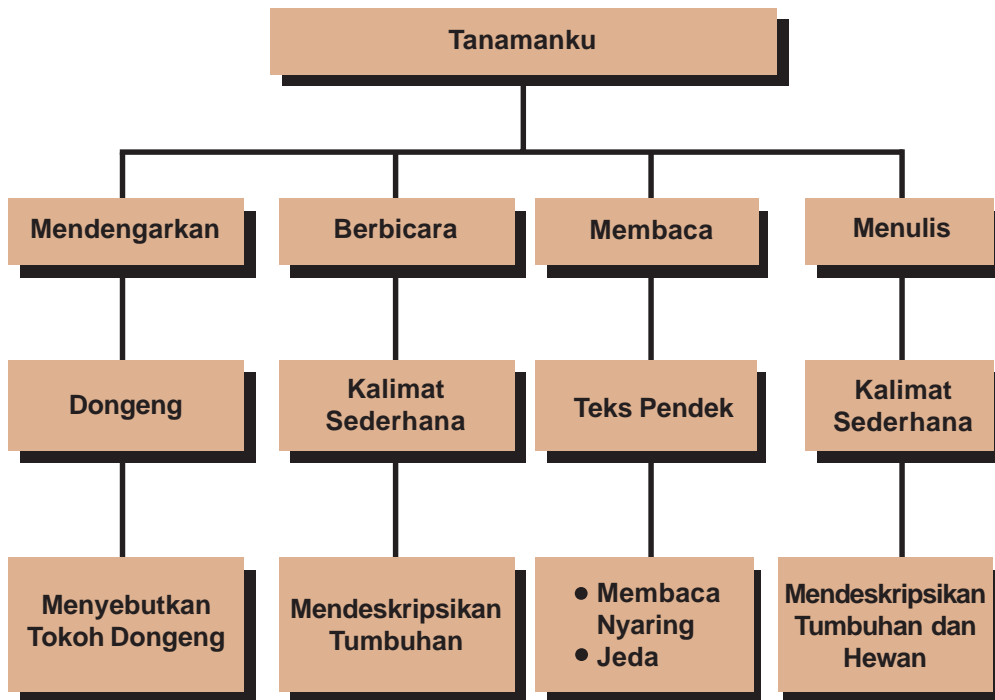 Tanamanku
Mendengarkan
Berbicara
Membaca
Menulis
Dongeng
Kalimat
Sederhana
Teks Pendek
Kalimat
Sederhana
Menyebutkan
Tokoh Dongeng
Mendeskripsikan
Tumbuhan
• Membaca
Nyaring
• Jeda
Mendeskripsikan
Tumbuhan dan
Hewan